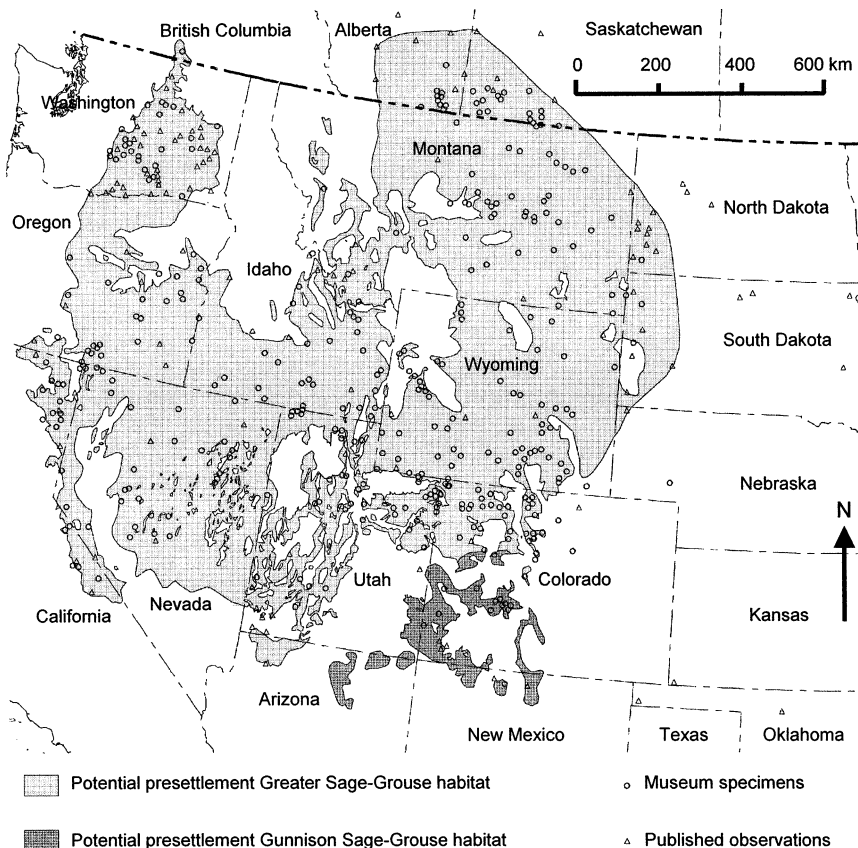 British Columbia
Alberta
Saskatchewan
0 200 400 600 km
Washington
Montana
Oregon
North Dakota
Idaho
South Dakota
Wyoming
Nebraska
N
Utah
Colorado
California
Nevada
Kansas
Arizona
New Mexico
Texas
Oklahoma
Potential presettlement Greater Sage-Grouse habitat
Museum specimens
Potential presettlement Gunnison Sage-Grouse habitat
Published observations